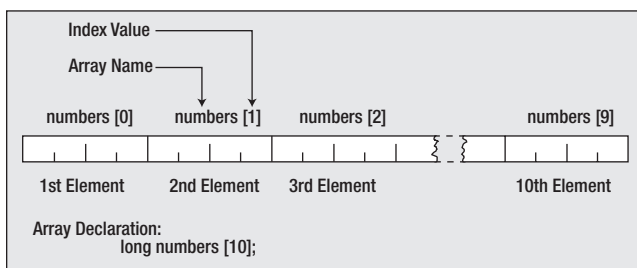 Index Value
Array Name
numbers [0] numbers [1] numbers [2] numbers [9]
1st Element 2nd Element 3rd Element 10th Element
Array Declaration:
long numbers [10];